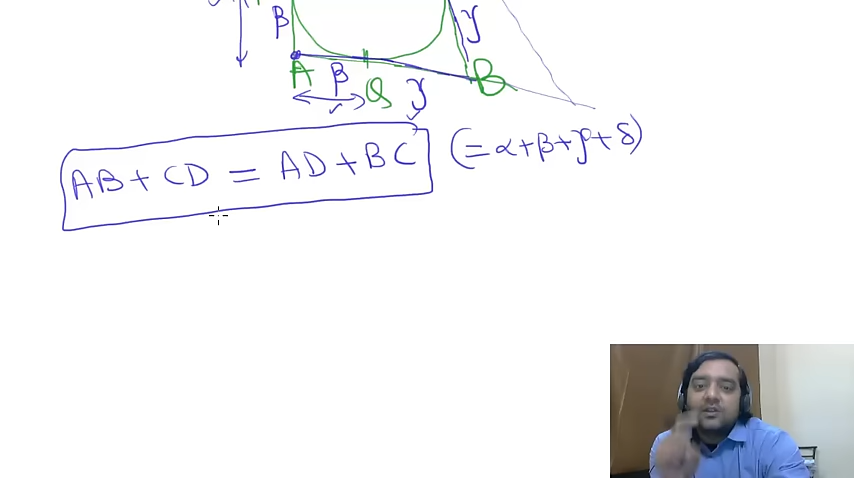 β
γ
A
β
Q
γ
B
AB + CD = AD + BC (= α + β + γ + δ)